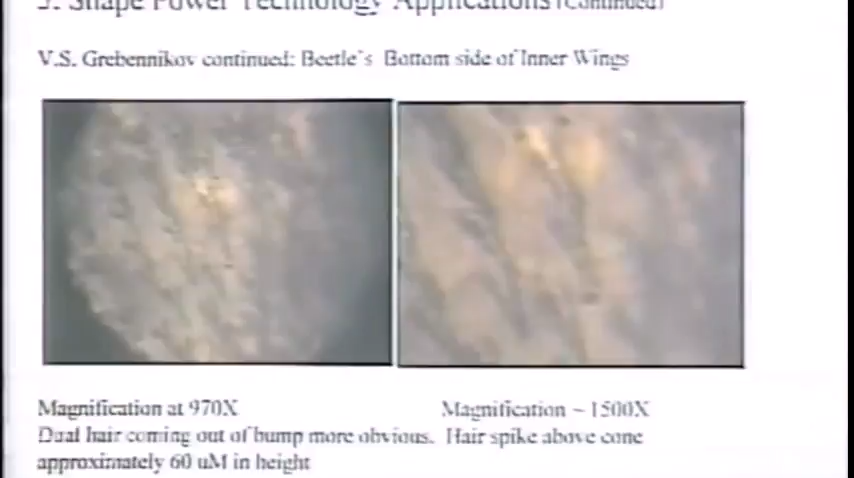 5. Shape Power Technology Applications (continued)
V.S. Grebennikov continued: Beetle's Bottom side of Inner Wings
Magnification at 970X
Magnification ~ 1500X
Dual hair coming out of bump more obvious. Hair spike above cone
approximately 60 uM in height